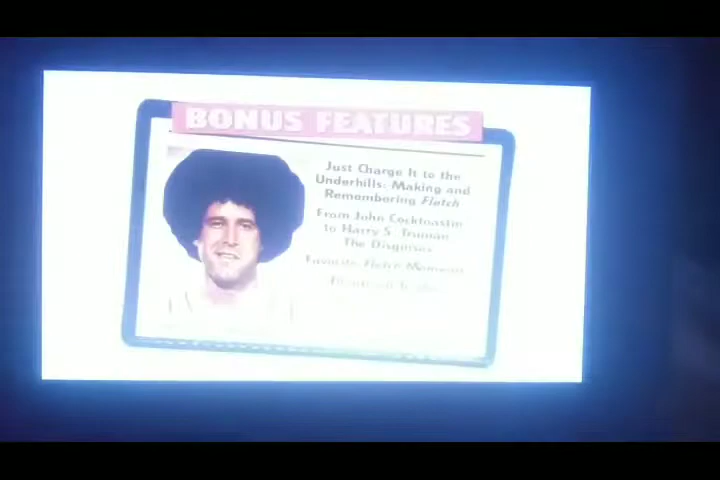 BONUS FEATURES
Just Charge It to the
Underhills: Making and
Remembering Fletch
From John Cocktoastin
to Harry S. Truman
The Disguises
Favorite Fletch Moments